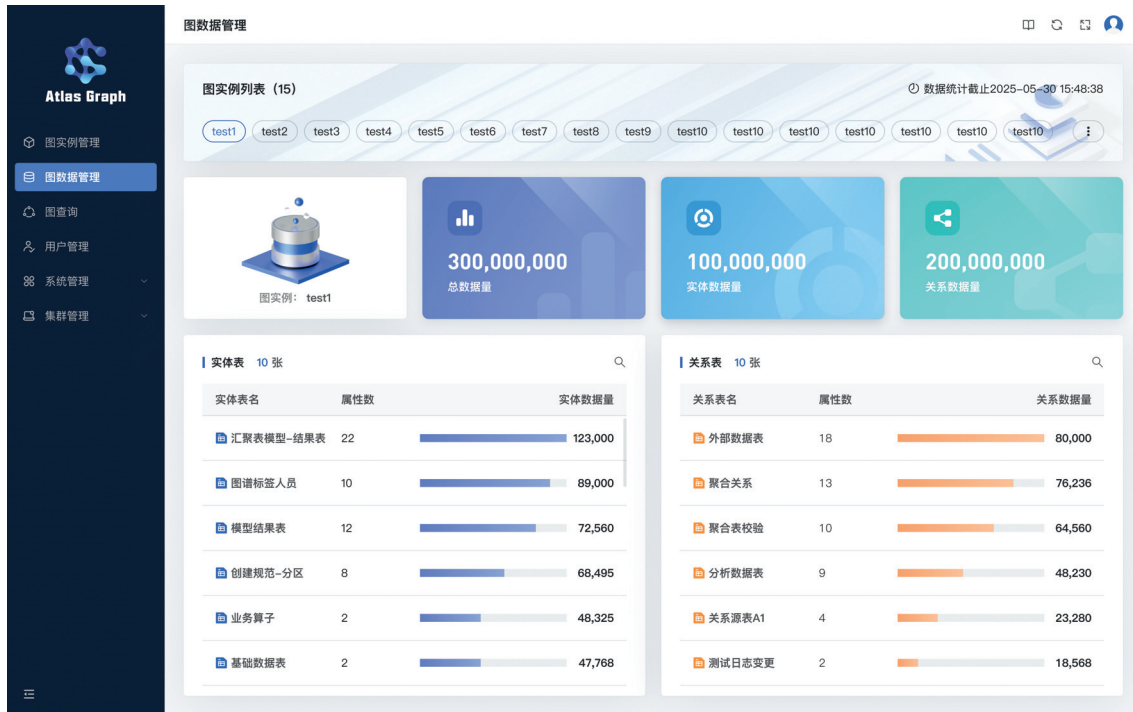 图数据管理
Atlas Graph
图实例管理
图数据管理
图查询
用户管理
系统管理
集群管理
图实例列表（15）
数据统计截止2025-05-30 15:48:38
test1 test2 test3 test4 test5 test6 test7 test8 test9 test10 test10 test10 test10 test10 test10 test10
图实例： test1
300,000,000
总数据量
100,000,000
实体数据量
200,000,000
关系数据量
实体表 10 张
实体表名 属性数 实体数据量
汇聚表模型-结果表 22 123,000
图谱标签人员 10 89,000
模型结果表 12 72,560
创建规范-分区 8 68,495
业务算子 2 48,325
基础数据表 2 47,768
关系表 10 张
关系表名 属性数 关系数据量
外部数据表 18 80,000
聚合关系 13 76,236
聚合表校验 10 64,560
分析数据表 9 48,230
关系源表A1 4 23,280
测试日志变更 2 18,568